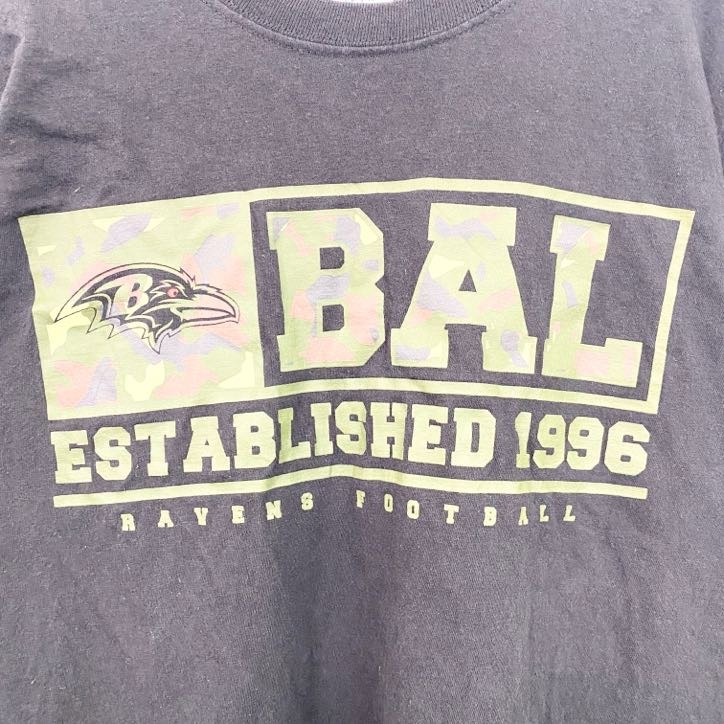 B
BAL
ESTABLISHED 1996
RAVENS FOOTBALL